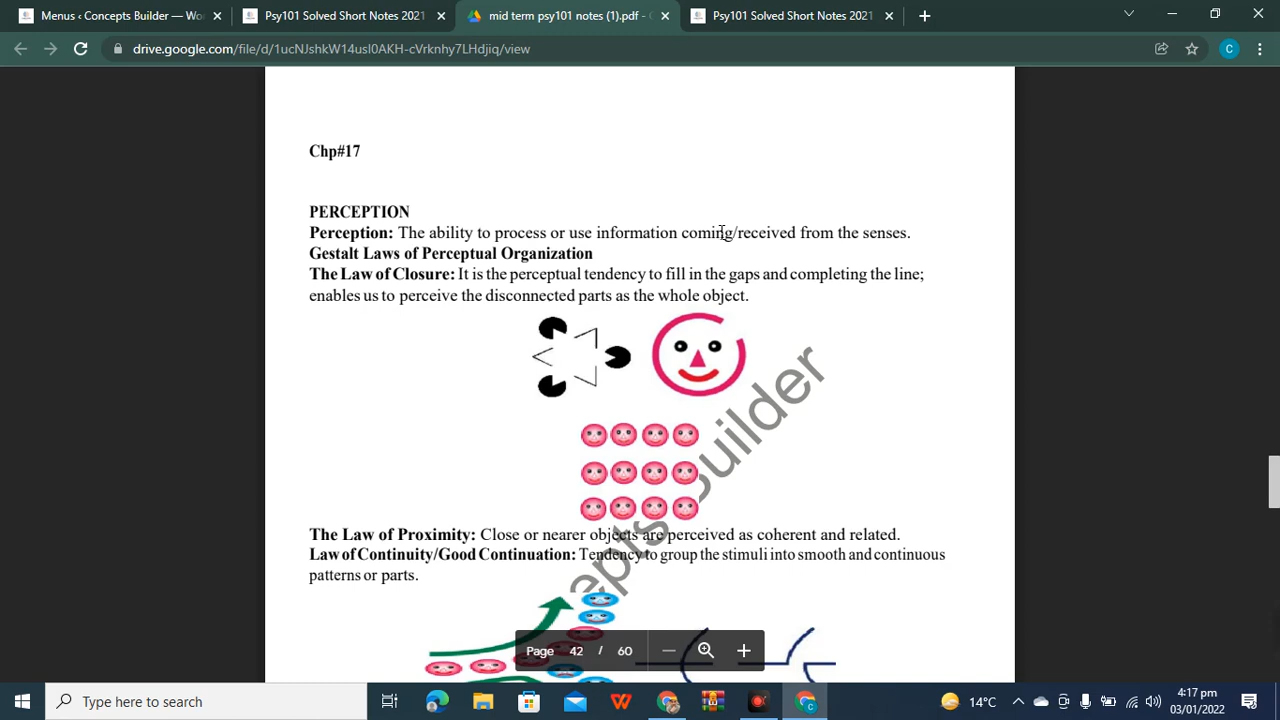 Menus ‹ Concepts Builder — Wo
Psy101 Solved Short Notes 2021
mid term psy101 notes (1).pdf - G
Psy101 Solved Short Notes 2021
drive.google.com/file/d/1ucNJshkW14usl0AKH-cVrknhy7LHdjiq/view
C
Chp#17
PERCEPTION
Perception: The ability to process or use information coming/received from the senses.
Gestalt Laws of Perceptual Organization
The Law of Closure: It is the perceptual tendency to fill in the gaps and completing the line;
enables us to perceive the disconnected parts as the whole object.
epts Builder
The Law of Proximity: Close or nearer objects are perceived as coherent and related.
Law of Continuity/Good Continuation: Tendency to group the stimuli into smooth and continuous
patterns or parts.
Page 42 / 60
Type here to search
14°C
4:17 pm
03/01/2022